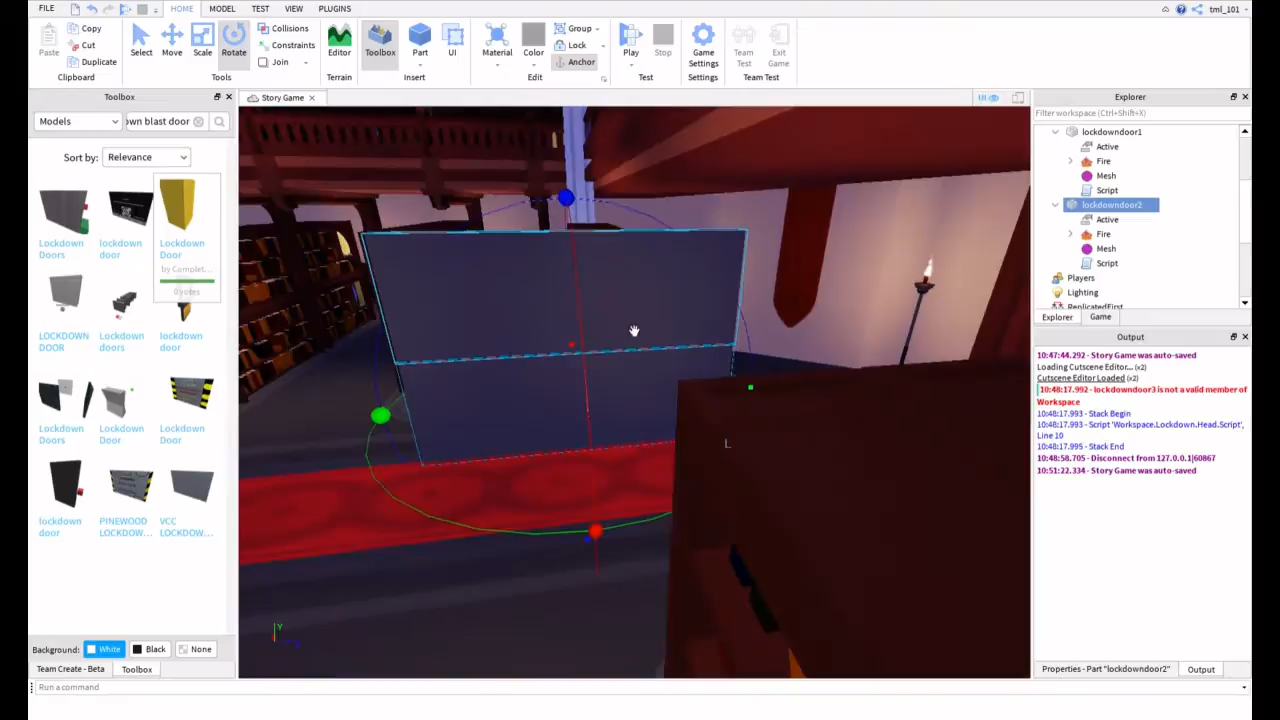 FILE HOME MODEL TEST VIEW PLUGINS tml_101
Paste Copy Cut Duplicate Clipboard
Select Move Scale Rotate Collisions Constraints Join Tools
Editor Terrain
Toolbox Part UI Insert
Material Color Group Lock Anchor Edit
Play Stop Test
Game Settings Settings
Team Test Exit Game Team Test
Toolbox
Story Game
Models wn blast door
Sort by: Relevance
Lockdown Doors
lockdown door
Lockdown Door
by Complet...
0 votes
LOCKDOWN DOOR
Lockdown doors
lockdown door
Lockdown Doors
Lockdown Door
Lockdown Door
lockdown door
PINEWOOD LOCKDOW...
VCC LOCKDOW...
Background: White Black None
Team Create - Beta Toolbox
Run a command
Y
Explorer
Filter workspace (Ctrl+Shift+X)
lockdowndoor1
Active
Fire
Mesh
Script
lockdowndoor2
Active
Fire
Mesh
Script
Players
Lighting
ReplicatedFirst
Explorer Game
Output
10:47:44.292 - Story Game was auto-saved
Loading Cutscene Editor... (x2)
Cutscene Editor Loaded (x2)
10:48:17.992 - lockdowndoor3 is not a valid member of
Workspace
10:48:17.993 - Stack Begin
10:48:17.993 - Script 'Workspace.Lockdown.Head.Script',
Line 10
10:48:17.995 - Stack End
10:48:58.705 - Disconnect from 127.0.0.1|60867
10:51:22.334 - Story Game was auto-saved
Properties - Part "lockdowndoor2" Output